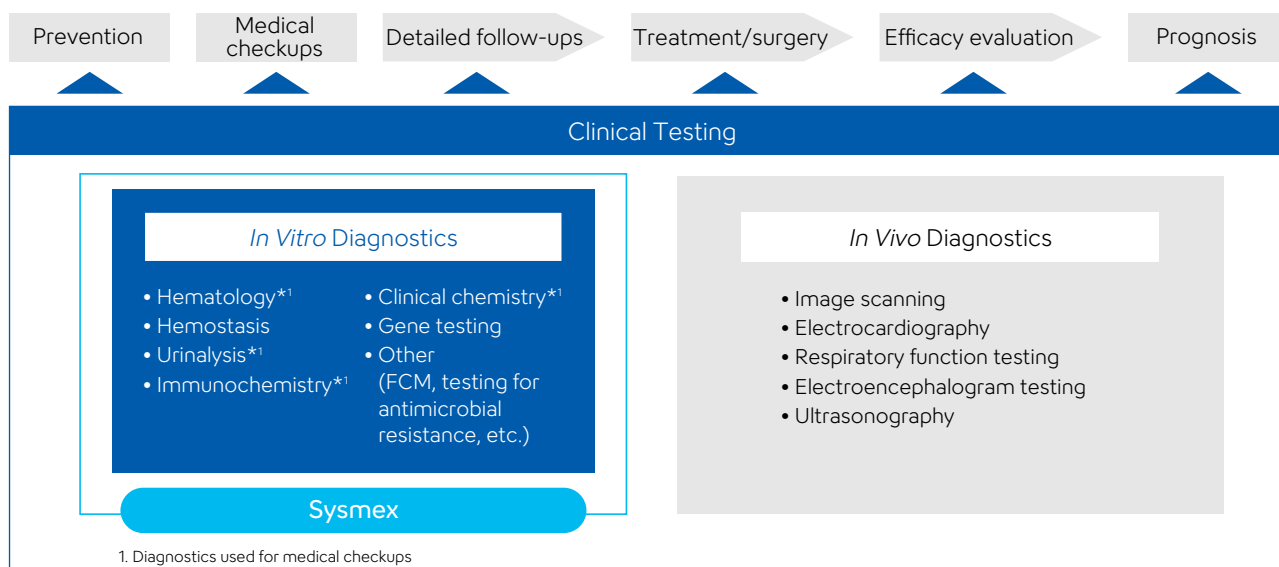 Prevention
Medical
checkups
Detailed follow-ups
Treatment/surgery
Efficacy evaluation
Prognosis
Clinical Testing
In Vitro Diagnostics
• Hematology*1
• Hemostasis
• Urinalysis*1
• Immunochemistry*1
• Clinical chemistry*1
• Gene testing
• Other
(FCM, testing for
antimicrobial
resistance, etc.)
Sysmex
In Vivo Diagnostics
• Image scanning
• Electrocardiography
• Respiratory function testing
• Electroencephalogram testing
• Ultrasonography
1. Diagnostics used for medical checkups